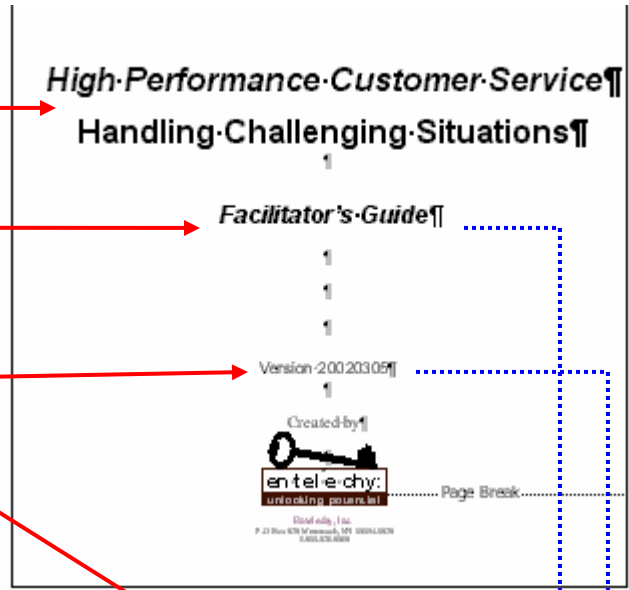 High·Performance·Customer·Service¶
Handling·Challenging·Situations¶
¶
Facilitator's·Guide¶
¶
¶
¶
Version·20020305¶
¶
Created·by¶
¶
en·tel·e·chy:
unlocking potential
Page Break
Entelechy, Inc.